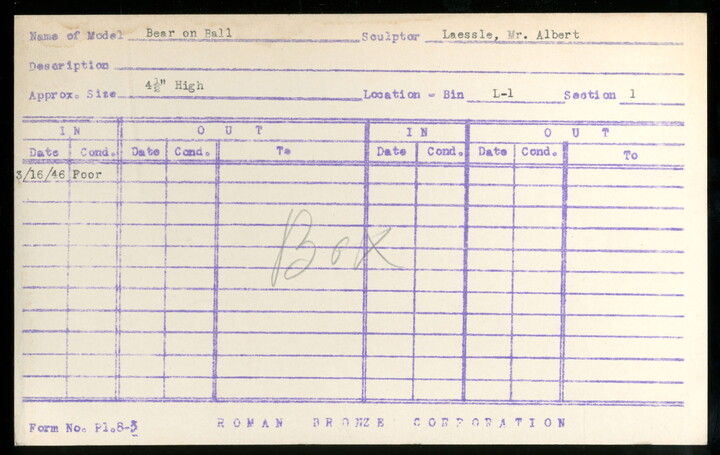 Name of Model Bear on Ball Sculptor Laessle, Mr. Albert
Description
Approx. Size 4½" High Location - Bin L-1 Section 1
IN OUT IN OUT
Date Cond. Date Cond. To Date Cond. Date Cond. To
3/16/46 Poor
Box
Form No. Pl.8-3 ROMAN BRONZE CORPORATION